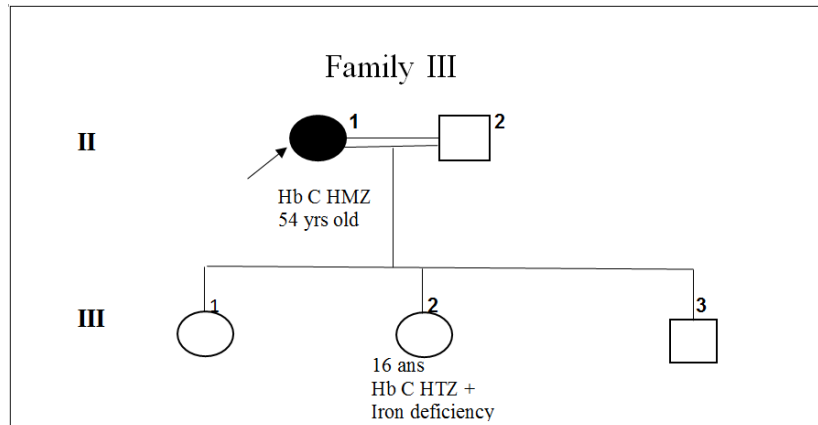 Family III
II
1
2
Hb C HMZ
54 yrs old
III
1
2
3
16 ans
Hb C HTZ +
Iron deficiency